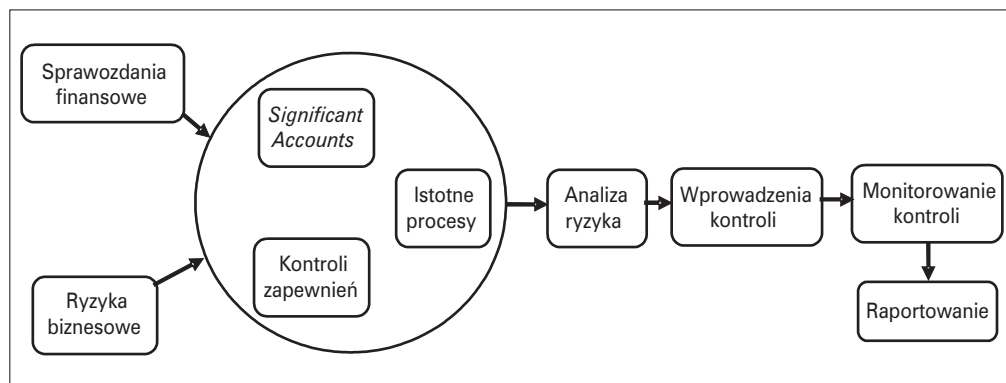 Sprawozdania
finansowe
Significant
Accounts
Istotne
procesy
Kontroli
zapewnień
Ryzyka
biznesowe
Analiza
ryzyka
Wprowadzenia
kontroli
Monitorowanie
kontroli
Raportowanie